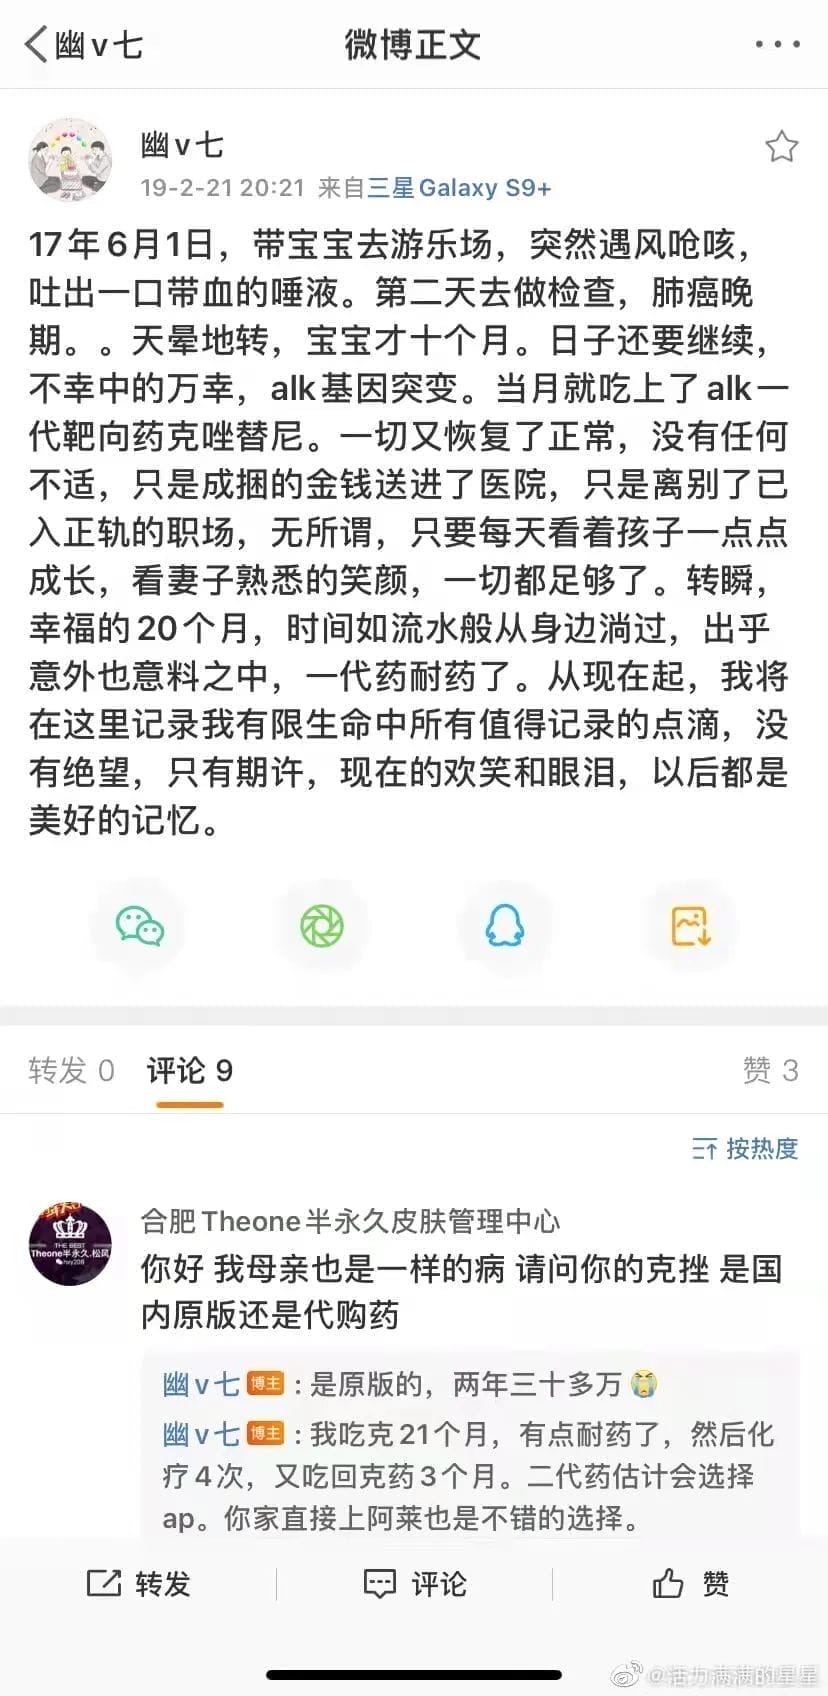 幽v七
微博正文
幽v七
19-2-21 20:21 来自三星Galaxy S9+
17年6月1日，带宝宝去游乐场，突然遇风呛咳，
吐出一口带血的唾液。第二天去做检查，肺癌晚
期。。天晕地转，宝宝才十个月。日子还要继续，
不幸中的万幸，alk基因突变。当月就吃上了alk一
代靶向药克唑替尼。一切又恢复了正常，没有任何
不适，只是成捆的金钱送进了医院，只是离别了已
入正轨的职场，无所谓，只要每天看着孩子一点点
成长，看妻子熟悉的笑颜，一切都足够了。转瞬，
幸福的20个月，时间如流水般从身边淌过，出乎
意外也意料之中，一代药耐药了。从现在起，我将
在这里记录我有限生命中所有值得记录的点滴，没
有绝望，只有期许，现在的欢笑和眼泪，以后都是
美好的记忆。
转发 0 评论 9 赞 3
按热度
THE BEST
Theone半永久.松凤
合肥Theone半永久皮肤管理中心
你好 我母亲也是一样的病 请问你的克挫 是国
内原版还是代购药
幽v七 博主：是原版的，两年三十多万😭
幽v七 博主：我吃克21个月，有点耐药了，然后化
疗4次，又吃回克药3个月。二代药估计会选择
ap。你家直接上阿莱也是不错的选择。
转发 评论 赞
@活力满满的星星